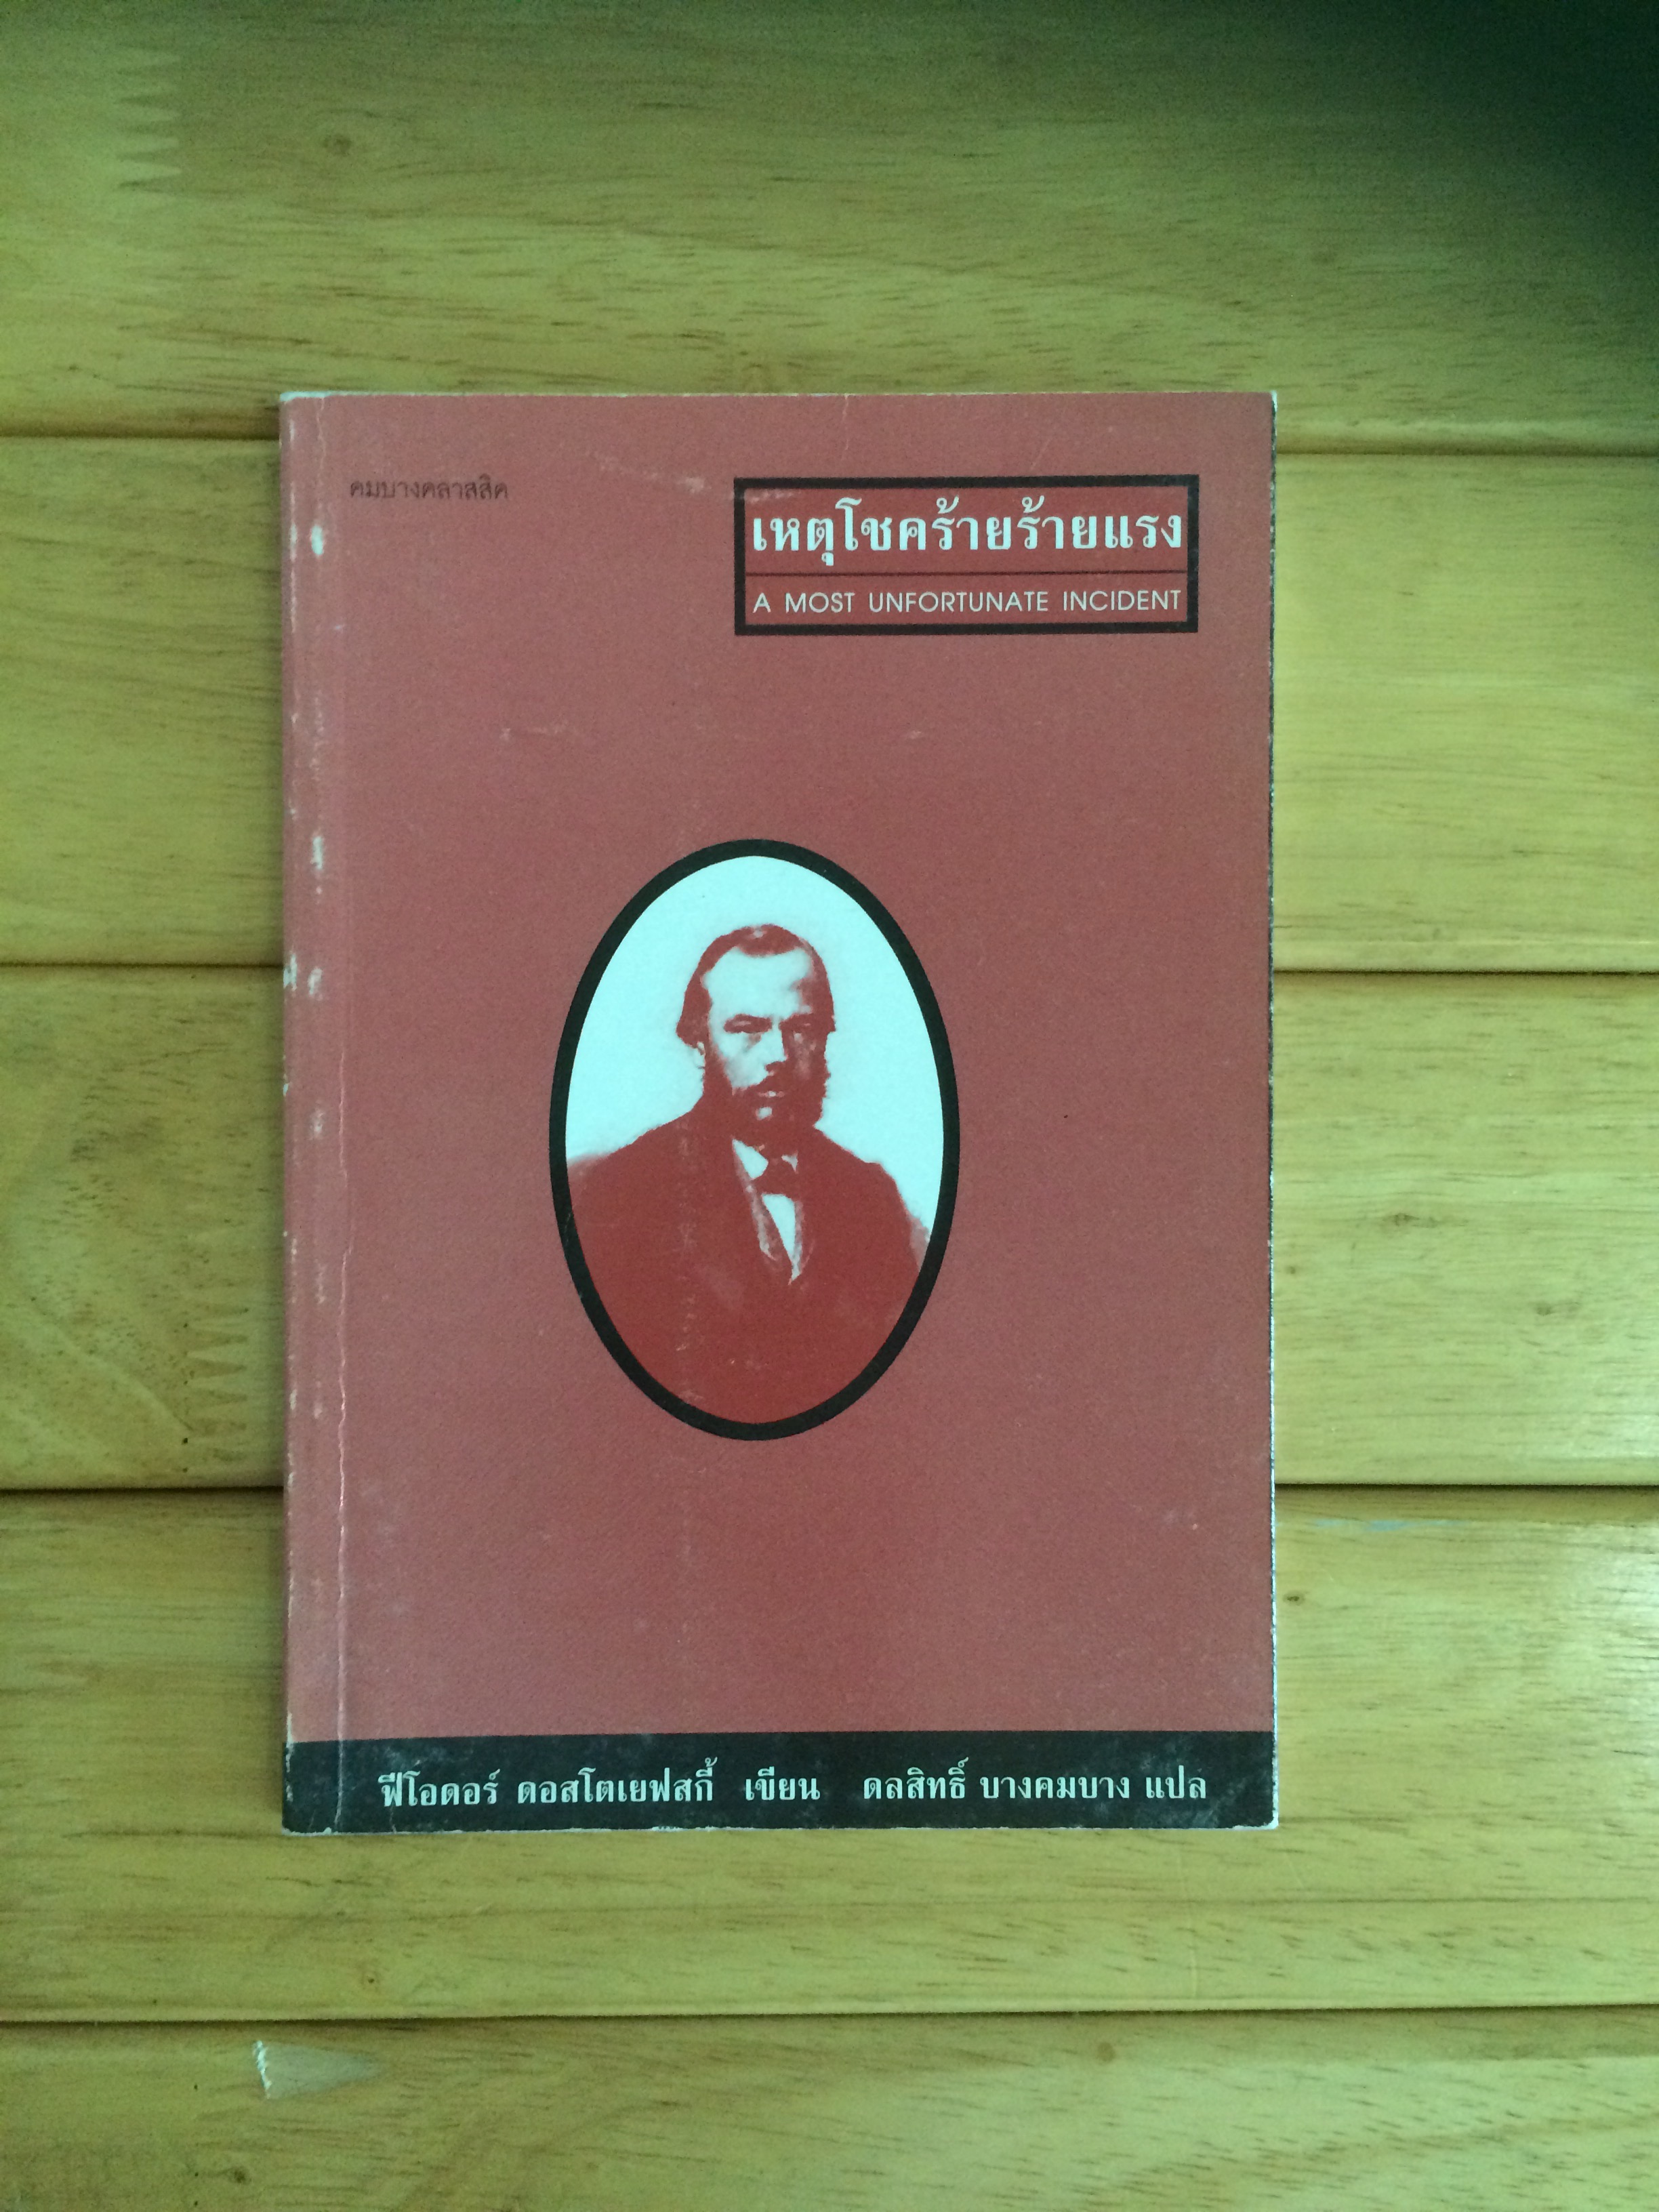 คมบางคลาสสิค
เหตุโชคร้ายร้ายแรง
A MOST UNFORTUNATE INCIDENT
ฟีโอดอร์ ดอสโตเยฟสกี้ เขียน ดลสิทธิ์ บางคมบาง แปล